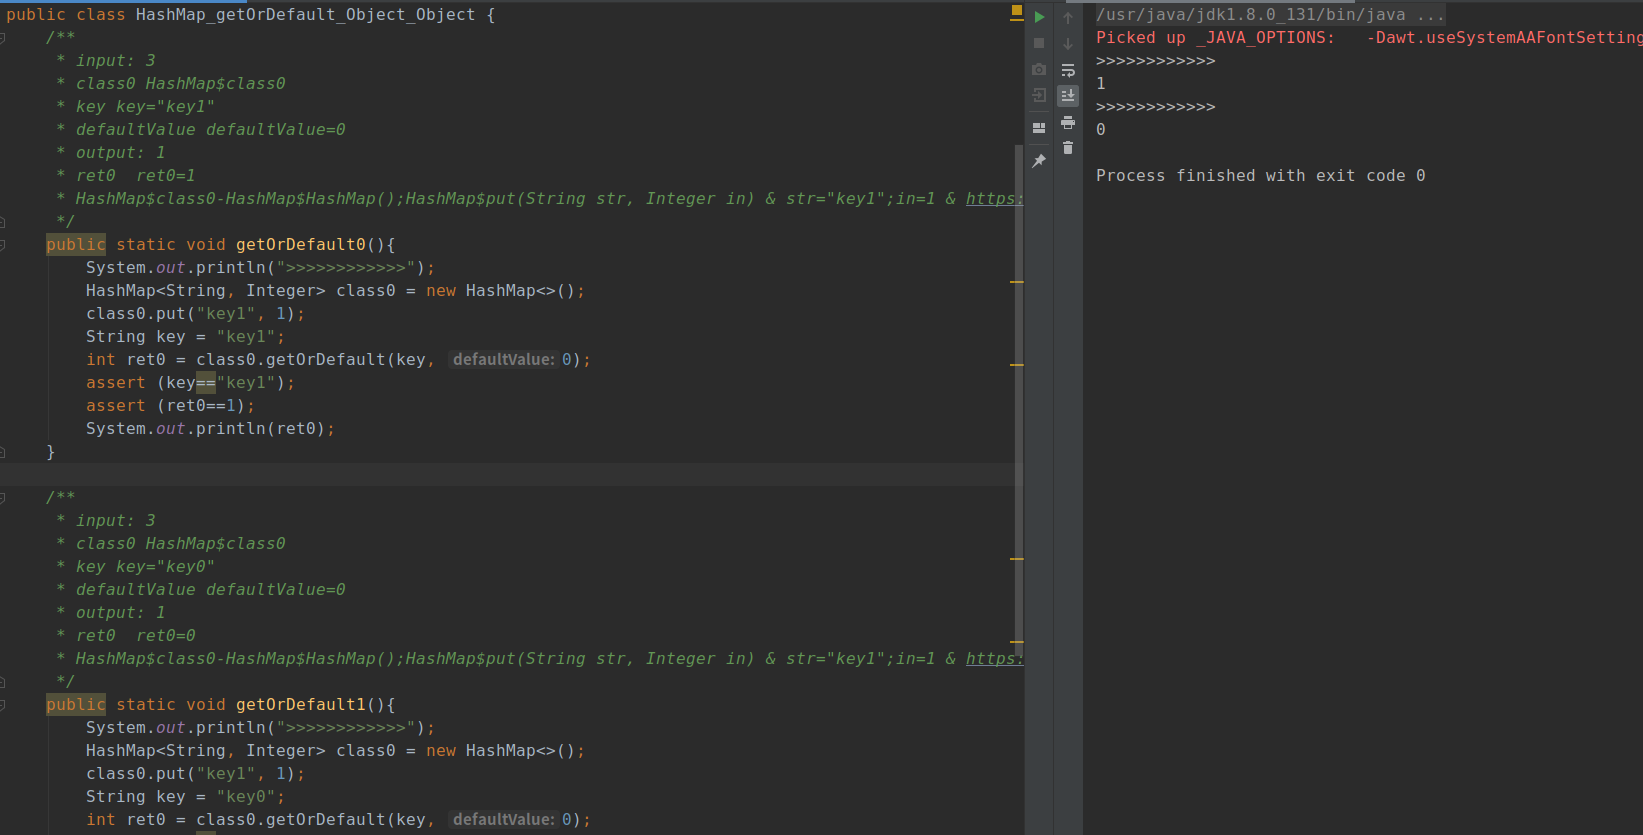 public class HashMap_getOrDefault_Object_Object {
/**
* input: 3
* class0 HashMap$class0
* key key="key1"
* defaultValue defaultValue=0
* output: 1
* ret0  ret0=1
* HashMap$class0-HashMap$HashMap();HashMap$put(String str, Integer in) & str="key1";in=1 & https:
*/
public static void getOrDefault0(){
System.out.println(">>>>>>>>>>>>");
HashMap<String, Integer> class0 = new HashMap<>();
class0.put("key1", 1);
String key = "key1";
int ret0 = class0.getOrDefault(key, defaultValue: 0);
assert (key=="key1");
assert (ret0==1);
System.out.println(ret0);
}
/**
* input: 3
* class0 HashMap$class0
* key key="key0"
* defaultValue defaultValue=0
* output: 1
* ret0  ret0=0
* HashMap$class0-HashMap$HashMap();HashMap$put(String str, Integer in) & str="key1";in=1 & https:
*/
public static void getOrDefault1(){
System.out.println(">>>>>>>>>>>>");
HashMap<String, Integer> class0 = new HashMap<>();
class0.put("key1", 1);
String key = "key0";
int ret0 = class0.getOrDefault(key, defaultValue: 0);
/usr/java/jdk1.8.0_131/bin/java ...
Picked up _JAVA_OPTIONS:   -Dawt.useSystemAAFontSetting
>>>>>>>>>>>>
1
>>>>>>>>>>>>
0
Process finished with exit code 0